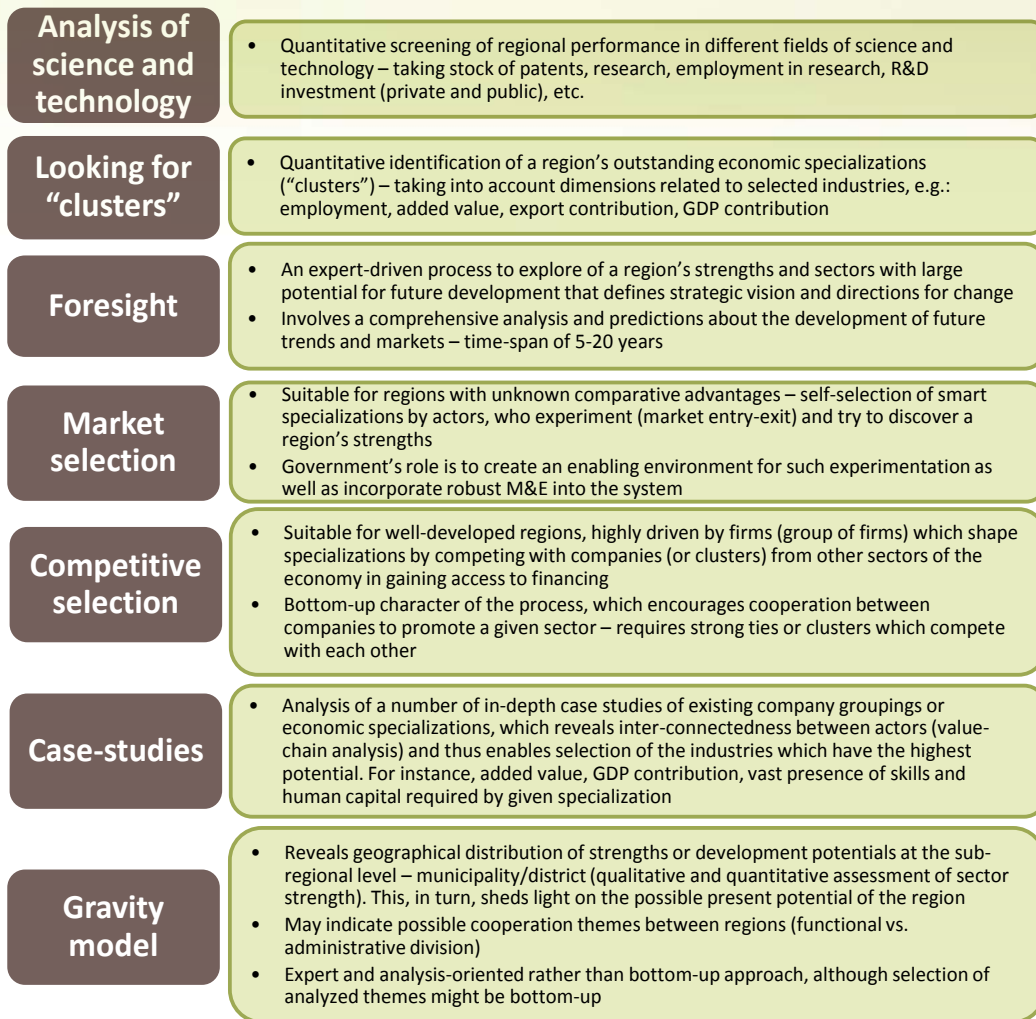 Analysis of
science and
technology
• Quantitative screening of regional performance in different fields of science and
technology – taking stock of patents, research, employment in research, R&D
investment (private and public), etc.
Looking for
“clusters”
• Quantitative identification of a region’s outstanding economic specializations
(“clusters”) – taking into account dimensions related to selected industries, e.g.:
employment, added value, export contribution, GDP contribution
Foresight
• An expert-driven process to explore of a region’s strengths and sectors with large
potential for future development that defines strategic vision and directions for change
• Involves a comprehensive analysis and predictions about the development of future
trends and markets – time-span of 5-20 years
Market
selection
• Suitable for regions with unknown comparative advantages – self-selection of smart
specializations by actors, who experiment (market entry-exit) and try to discover a
region’s strengths
• Government’s role is to create an enabling environment for such experimentation as
well as incorporate robust M&E into the system
Competitive
selection
• Suitable for well-developed regions, highly driven by firms (group of firms) which shape
specializations by competing with companies (or clusters) from other sectors of the
economy in gaining access to financing
• Bottom-up character of the process, which encourages cooperation between
companies to promote a given sector – requires strong ties or clusters which compete
with each other
Case-studies
• Analysis of a number of in-depth case studies of existing company groupings or
economic specializations, which reveals inter-connectedness between actors (value-
chain analysis) and thus enables selection of the industries which have the highest
potential. For instance, added value, GDP contribution, vast presence of skills and
human capital required by given specialization
Gravity
model
• Reveals geographical distribution of strengths or development potentials at the sub-
regional level – municipality/district (qualitative and quantitative assessment of sector
strength). This, in turn, sheds light on the possible present potential of the region
• May indicate possible cooperation themes between regions (functional vs.
administrative division)
• Expert and analysis-oriented rather than bottom-up approach, although selection of
analyzed themes might be bottom-up